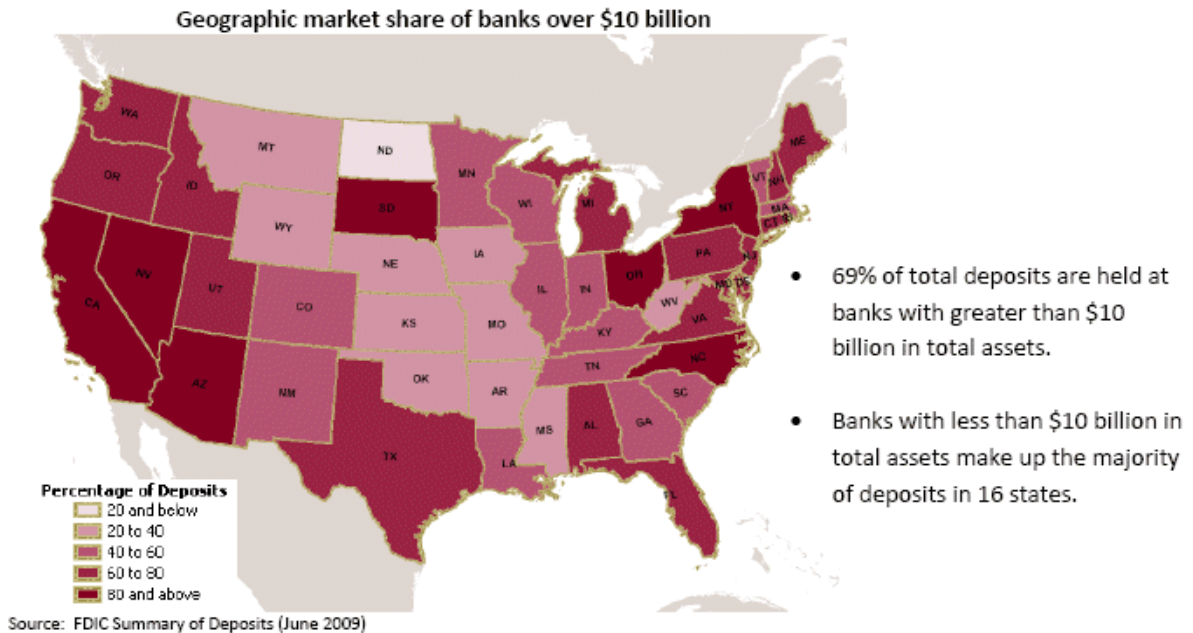 Geographic market share of banks over $10 billion
WA
MT
ND
MN
ME
OR
ID
SD
WI
MI
VT
NH
NY
MA
CT
RI
WY
IA
NE
PA
NJ
NV
UT
CO
IL
IN
OH
MD
DE
WV
VA
CA
KS
MO
KY
NC
AZ
NM
OK
AR
TN
SC
MS
AL
GA
TX
LA
FL
• 69% of total deposits are held at
banks with greater than $10
billion in total assets.
• Banks with less than $10 billion in
total assets make up the majority
of deposits in 16 states.
Percentage of Deposits
20 and below
20 to 40
40 to 60
60 to 80
80 and above
Source: FDIC Summary of Deposits (June 2009)